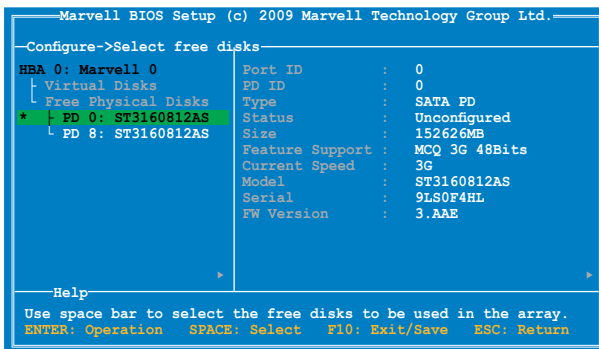 Marvell BIOS Setup (c) 2009 Marvell Technology Group Ltd.
Configure->Select free disks
HBA 0: Marvell 0
Virtual Disks
Free Physical Disks
* PD 0: ST3160812AS
PD 8: ST3160812AS
Port ID : 0
PD ID : 0
Type : SATA PD
Status : Unconfigured
Size : 152626MB
Feature Support : MCQ 3G 48Bits
Current Speed : 3G
Model : ST3160812AS
Serial : 9LS0F4HL
FW Version : 3.AAE
Help
Use space bar to select the free disks to be used in the array.
ENTER: Operation SPACE: Select F10: Exit/Save ESC: Return